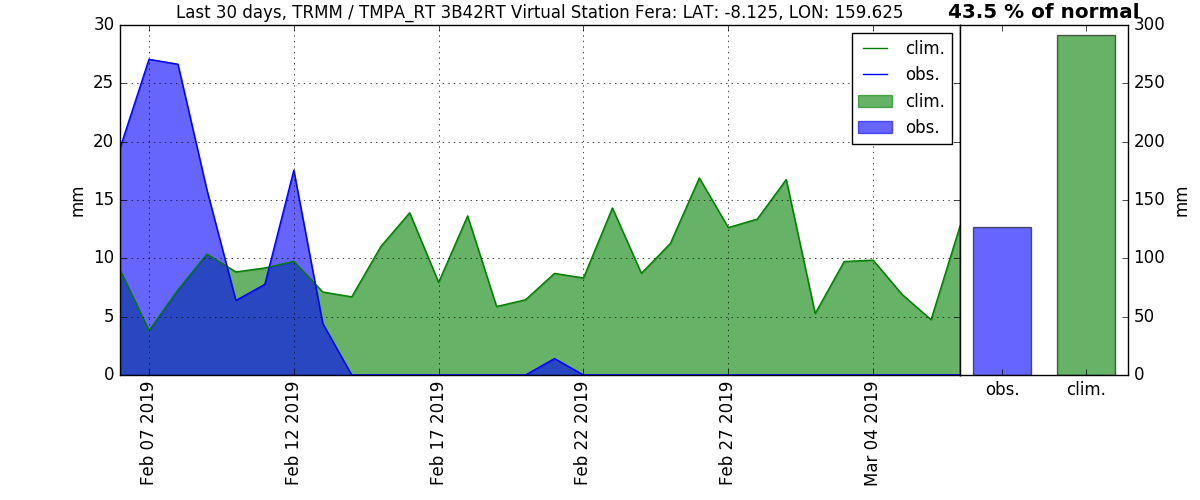 Last 30 days, TRMM / TMPA_RT 3B42RT Virtual Station Fera: LAT: -8.125, LON: 159.625
43.5 % of normal
30
25
20
15
10
5
0
mm
clim.
obs.
clim.
obs.
Feb 07 2019
Feb 12 2019
Feb 17 2019
Feb 22 2019
Feb 27 2019
Mar 04 2019
300
250
200
150
100
50
0
mm
obs.
clim.